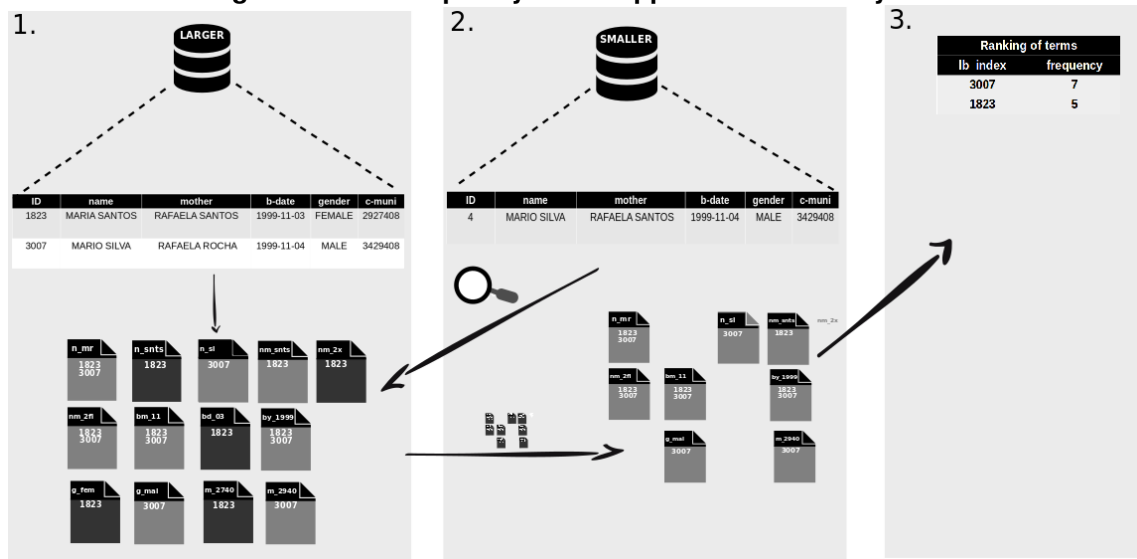 1.
LARGER
ID name mother b-date gender c-muni
1823 MARIA SANTOS RAFAELA SANTOS 1999-11-03 FEMALE 2927408
3007 MARIO SILVA RAFAELA ROCHA 1999-11-04 MALE 3429408
n_mr
1823
3007
n_snts
1823
n_sl
3007
nm_snts
1823
nm_2x
1823
nm_2fl
1823
3007
bm_11
1823
3007
bd_03
1823
by_1999
1823
3007
g_fem
1823
g_mal
3007
m_2740
1823
m_2940
3007
2.
SMALLER
ID name mother b-date gender c-muni
4 MARIO SILVA RAFAELA SANTOS 1999-11-04 MALE 3429408
n_mr
1823
3007
n_sl
3007
nm_snts
1823
nm_2x
nm_2fl
1823
3007
bm_11
1823
3007
by_1999
1823
3007
g_mal
3007
m_2940
3007
3.
Ranking of terms
lb_index frequency
3007 7
1823 5